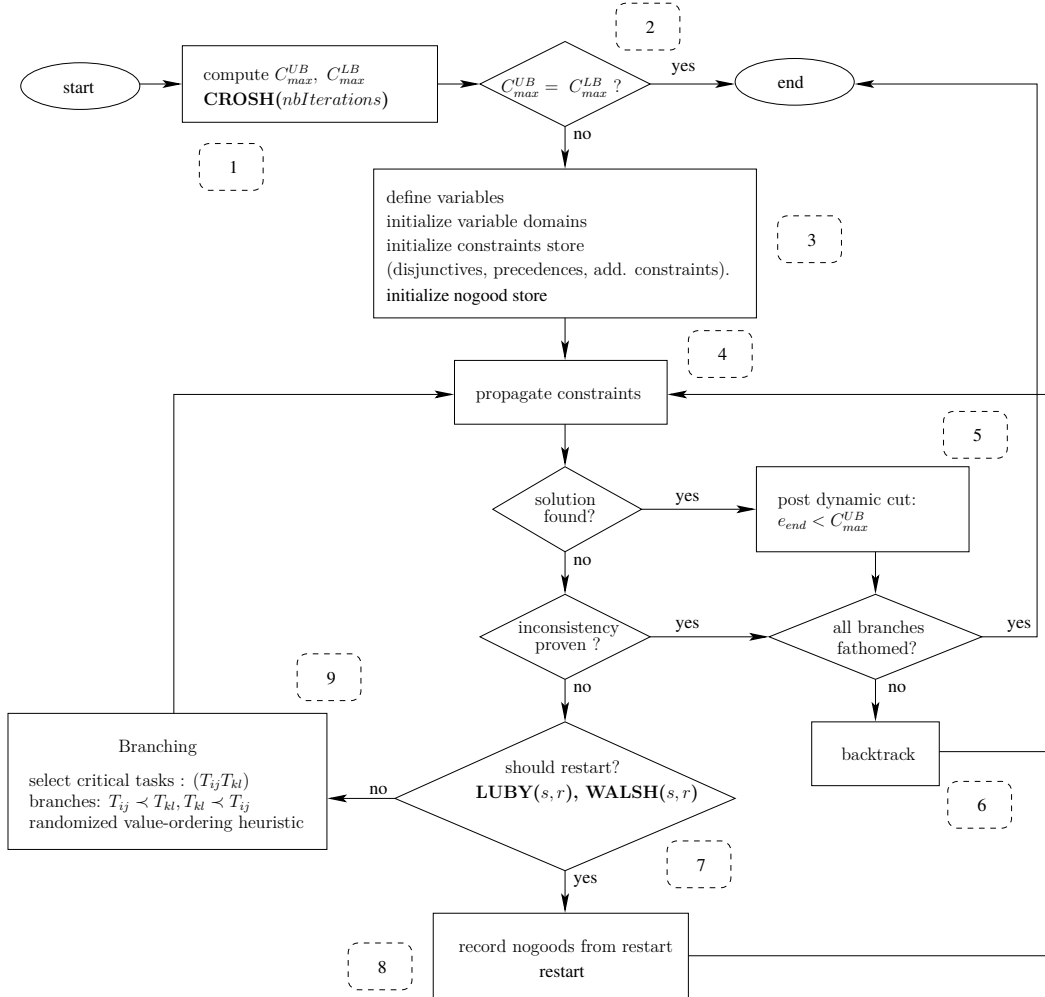 start
compute $C_{max}^{UB}$, $C_{max}^{LB}$
CROSH(nbIterations)
1
2
$C_{max}^{UB} = C_{max}^{LB}$ ?
yes
end
no
define variables
initialize variable domains
initialize constraints store
(disjunctives, precedences, add. constraints).
initialize nogood store
3
4
propagate constraints
5
solution
found?
yes
post dynamic cut:
$e_{end} < C_{max}^{UB}$
no
inconsistency
proven ?
yes
all branches
fathomed?
yes
no
no
backtrack
6
9
Branching
select critical tasks : $(T_{ij}T_{kl})$
branches: $T_{ij} \prec T_{kl}, T_{kl} \prec T_{ij}$
randomized value-ordering heuristic
no
should restart?
LUBY(s, r), WALSH(s, r)
7
yes
8
record nogoods from restart
restart